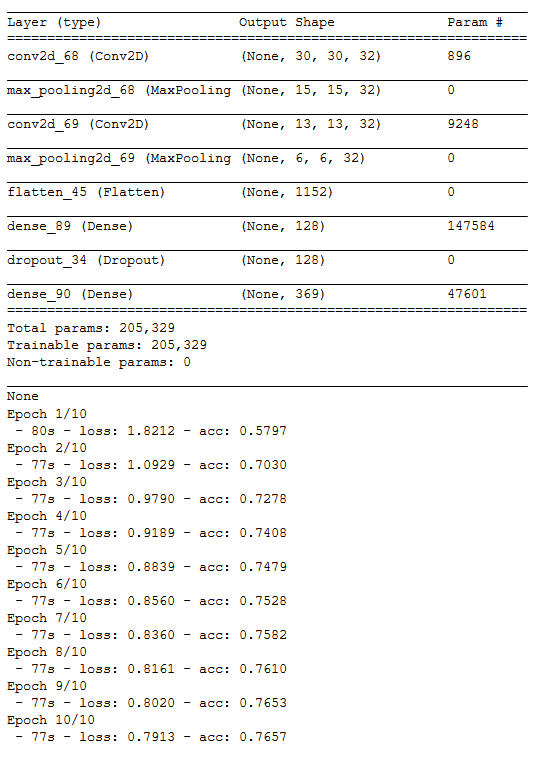 Layer (type)                 Output Shape              Param #
=================================================================
conv2d_68 (Conv2D)           (None, 30, 30, 32)        896
max_pooling2d_68 (MaxPooling (None, 15, 15, 32)        0
conv2d_69 (Conv2D)           (None, 13, 13, 32)        9248
max_pooling2d_69 (MaxPooling (None, 6, 6, 32)          0
flatten_45 (Flatten)         (None, 1152)              0
dense_89 (Dense)             (None, 128)               147584
dropout_34 (Dropout)         (None, 128)               0
dense_90 (Dense)             (None, 369)               47601
=================================================================
Total params: 205,329
Trainable params: 205,329
Non-trainable params: 0
None
Epoch 1/10
 - 80s - loss: 1.8212 - acc: 0.5797
Epoch 2/10
 - 77s - loss: 1.0929 - acc: 0.7030
Epoch 3/10
 - 77s - loss: 0.9790 - acc: 0.7278
Epoch 4/10
 - 77s - loss: 0.9189 - acc: 0.7408
Epoch 5/10
 - 77s - loss: 0.8839 - acc: 0.7479
Epoch 6/10
 - 77s - loss: 0.8560 - acc: 0.7528
Epoch 7/10
 - 77s - loss: 0.8360 - acc: 0.7582
Epoch 8/10
 - 77s - loss: 0.8161 - acc: 0.7610
Epoch 9/10
 - 77s - loss: 0.8020 - acc: 0.7653
Epoch 10/10
 - 77s - loss: 0.7913 - acc: 0.7657